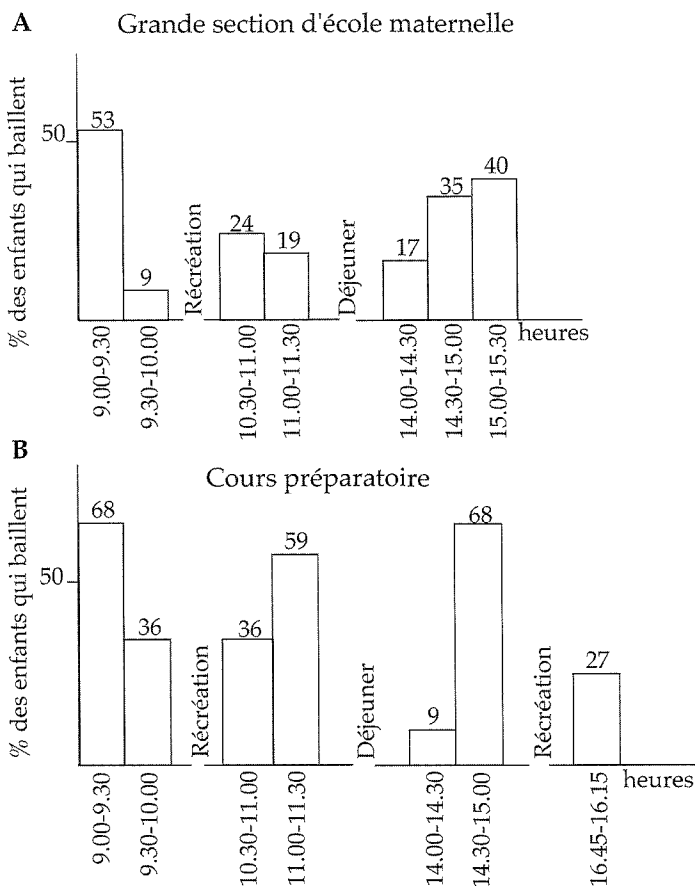 A Grande section d'école maternelle
% des enfants qui baillent
50
53
9
Récréation
24
19
Déjeuner
17
35
40
heures
9.00-9.30
9.30-10.00
10.30-11.00
11.00-11.30
14.00-14.30
14.30-15.00
15.00-15.30
B Cours préparatoire
% des enfants qui baillent
50
68
36
Récréation
36
59
Déjeuner
9
68
Récréation
27
heures
9.00-9.30
9.30-10.00
10.30-11.00
11.00-11.30
14.00-14.30
14.30-15.00
16.45-16.15